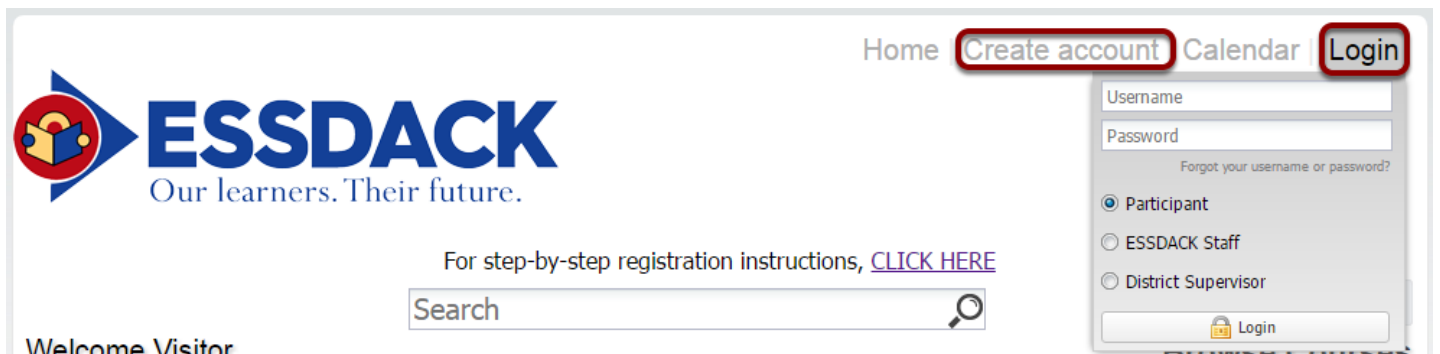 Home | Create account | Calendar | Login
ESSDACK
Our learners. Their future.
Username
Password
Forgot your username or password?
Participant
ESSDACK Staff
District Supervisor
Login
For step-by-step registration instructions, CLICK HERE
Search
Welcome Visitor